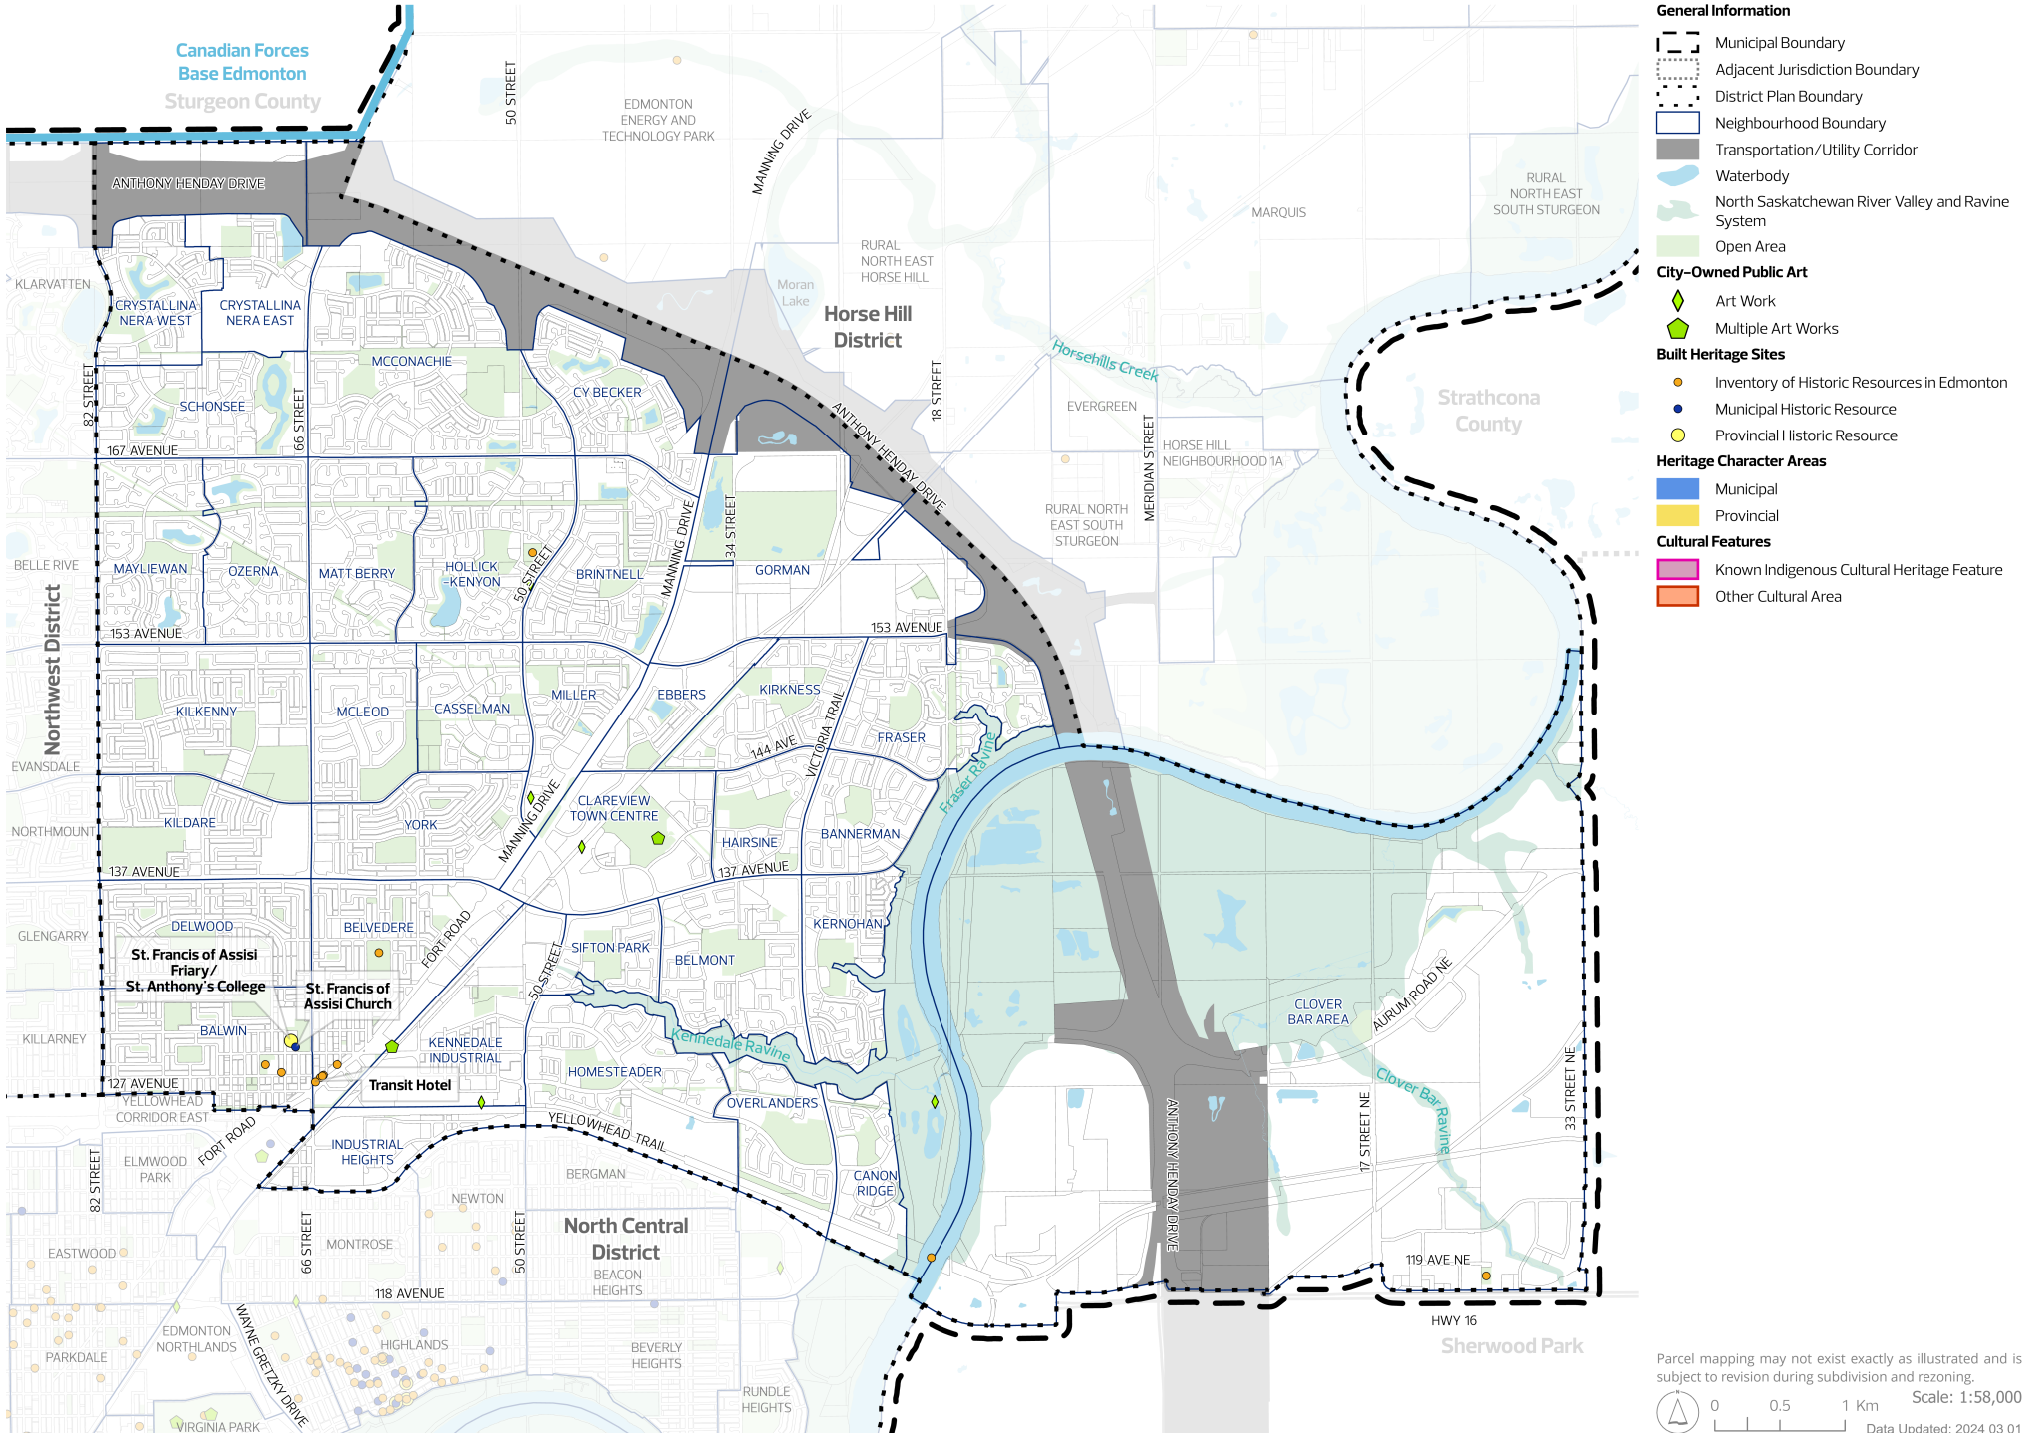 Canadian Forces
Base Edmonton
Sturgeon County
50 STREET
EDMONTON
ENERGY AND
TECHNOLOGY PARK
MANNING DRIVE
RURAL
NORTH EAST
SOUTH STURGEON
MARQUIS
ANTHONY HENDAY DRIVE
RURAL
NORTH EAST
HORSE HILL
KLARVATTEN
Moran
Lake
CRYSTALLINA
NERA WEST
CRYSTALLINA
NERA EAST
Horse Hill
District
MCCONACHIE
Horsehills Creek
CY BECKER
82 STREET
SCHONSEE
66 STREET
18 STREET
EVERGREEN
Strathcona
County
ANTHONY HENDAY DRIVE
MERIDIAN STREET
HORSE HILL
NEIGHBOURHOOD 1A
167 AVENUE
34 STREET
MANNING DRIVE
RURAL NORTH
EAST SOUTH
STURGEON
BELLE RIVE
MAYLIEWAN
OZERNA
MATT BERRY
HOLLICK
-KENYON
50 STREET
BRINTNELL
GORMAN
Northwest District
153 AVENUE
153 AVENUE
KILKENNY
MCLEOD
CASSELMAN
MILLER
EBBERS
KIRKNESS
VICTORIA TRAIL
FRASER
144 AVE
Fraser Ravine
EVANSDALE
NORTHMOUNT
KILDARE
YORK
MANNING DRIVE
CLAREVIEW
TOWN CENTRE
HAIRSINE
BANNERMAN
137 AVENUE
137 AVENUE
GLENGARRY
DELWOOD
BELVEDERE
FORT ROAD
50 STREET
SIFTON PARK
BELMONT
KERNOHAN
St. Francis of Assisi
Friary/
St. Anthony's College
St. Francis of
Assisi Church
KILLARNEY
BALWIN
KENNEDALE
INDUSTRIAL
Kennedale Ravine
CLOVER
BAR AREA
AURUM ROAD NE
HOMESTEADER
127 AVENUE
Transit Hotel
YELLOWHEAD
CORRIDOR EAST
OVERLANDERS
Clover Bar Ravine
33 STREET NE
17 STREET NE
ANTHONY HENDAY DRIVE
FORT ROAD
INDUSTRIAL
HEIGHTS
YELLOWHEAD TRAIL
ELMWOOD
PARK
82 STREET
BERGMAN
CANON
RIDGE
NEWTON
66 STREET
50 STREET
North Central
District
EASTWOOD
MONTROSE
119 AVE NE
BEACON
HEIGHTS
118 AVENUE
HWY 16
WAYNE GRETZKY DRIVE
EDMONTON
NORTHLANDS
HIGHLANDS
PARKDALE
BEVERLY
HEIGHTS
Sherwood Park
RUNDLE
HEIGHTS
VIRGINIA PARK
General Information
Municipal Boundary
Adjacent Jurisdiction Boundary
District Plan Boundary
Neighbourhood Boundary
Transportation/Utility Corridor
Waterbody
North Saskatchewan River Valley and Ravine
System
Open Area
City-Owned Public Art
Art Work
Multiple Art Works
Built Heritage Sites
Inventory of Historic Resources in Edmonton
Municipal Historic Resource
Provincial Historic Resource
Heritage Character Areas
Municipal
Provincial
Cultural Features
Known Indigenous Cultural Heritage Feature
Other Cultural Area
Parcel mapping may not exist exactly as illustrated and is
subject to revision during subdivision and rezoning.
N
0 0.5 1 Km
Scale: 1:58,000
Data Updated: 2024 03 01